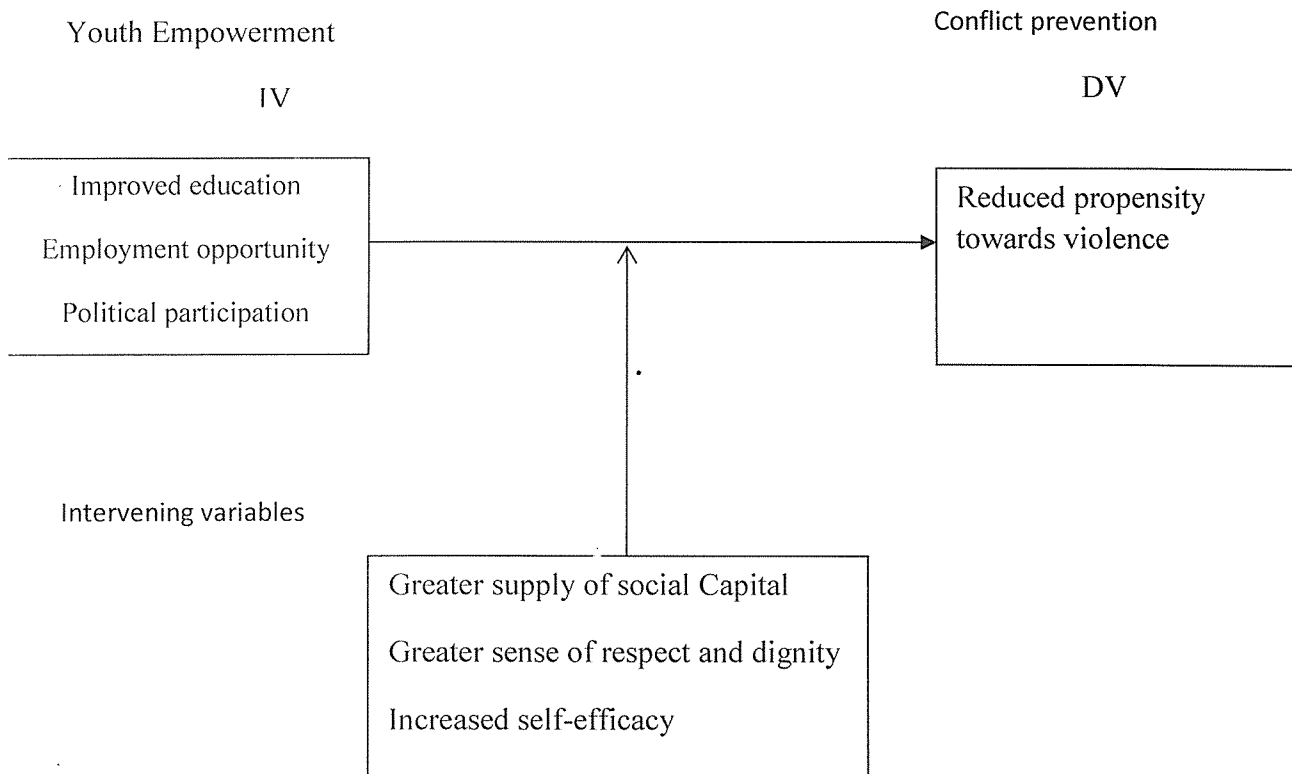 Youth Empowerment
Conflict prevention
IV
DV
Improved education
Employment opportunity
Political participation
Reduced propensity
towards violence
Intervening variables
Greater supply of social Capital
Greater sense of respect and dignity
Increased self-efficacy